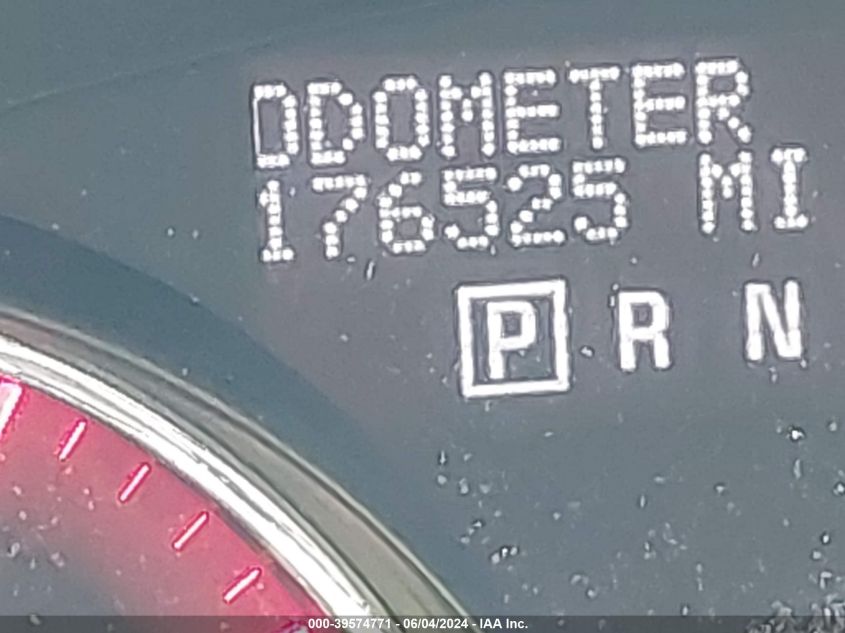 ODOMETER
176525 MI
P R N
000-39574771 - 06/04/2024 - IAA Inc.